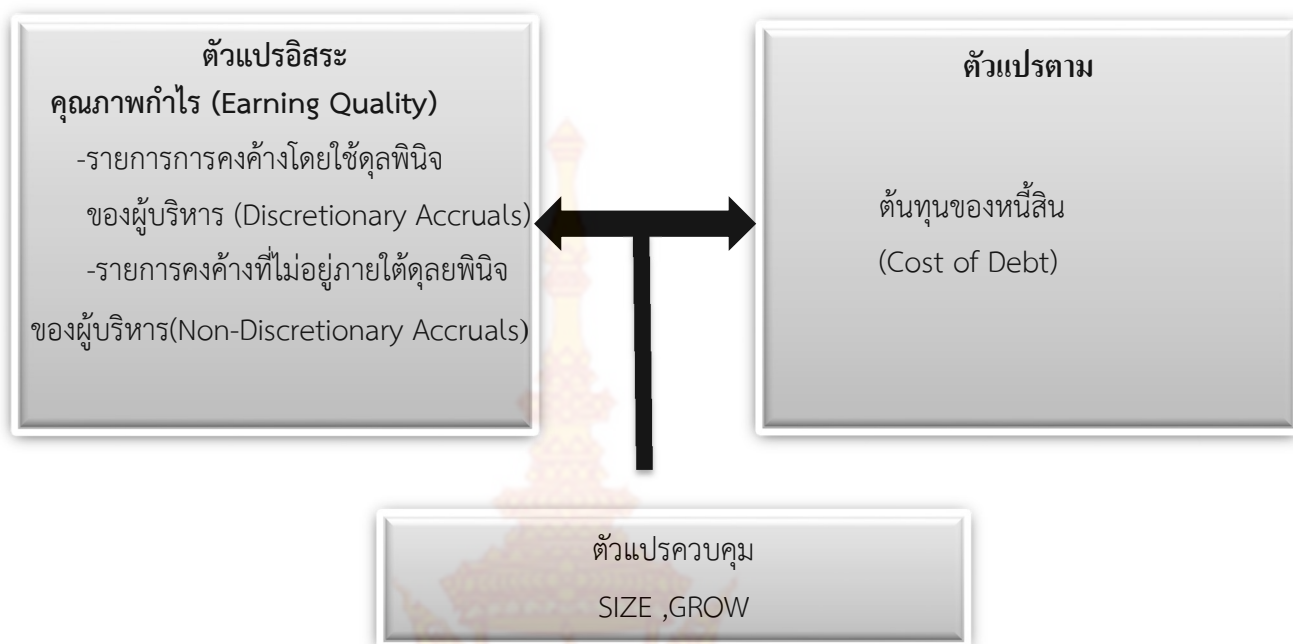 ตัวแปรอิสระ
คุณภาพกำไร (Earning Quality)
-รายการการคงค้างโดยใช้ดุลพินิจ
ของผู้บริหาร (Discretionary Accruals)
-รายการคงค้างที่ไม่อยู่ภายใต้ดุลยพินิจ
ของผู้บริหาร(Non-Discretionary Accruals)
ตัวแปรตาม
ต้นทุนของหนี้สิน
(Cost of Debt)
ตัวแปรควบคุม
SIZE ,GROW